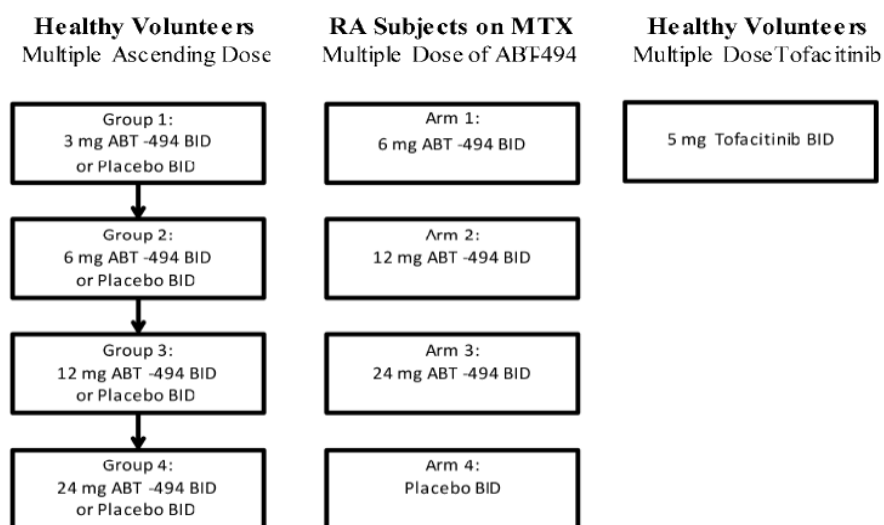 Healthy Volunteers
Multiple Ascending Dose
Group 1:
3 mg ABT -494 BID
or Placebo BID
Group 2:
6 mg ABT -494 BID
or Placebo BID
Group 3:
12 mg ABT -494 BID
or Placebo BID
Group 4:
24 mg ABT -494 BID
or Placebo BID
RA Subjects on MTX
Multiple Dose of ABT-494
Arm 1:
6 mg ABT -494 BID
Arm 2:
12 mg ABT -494 BID
Arm 3:
24 mg ABT -494 BID
Arm 4:
Placebo BID
Healthy Volunteers
Multiple Dose Tofacitinib
5 mg Tofacitinib BID